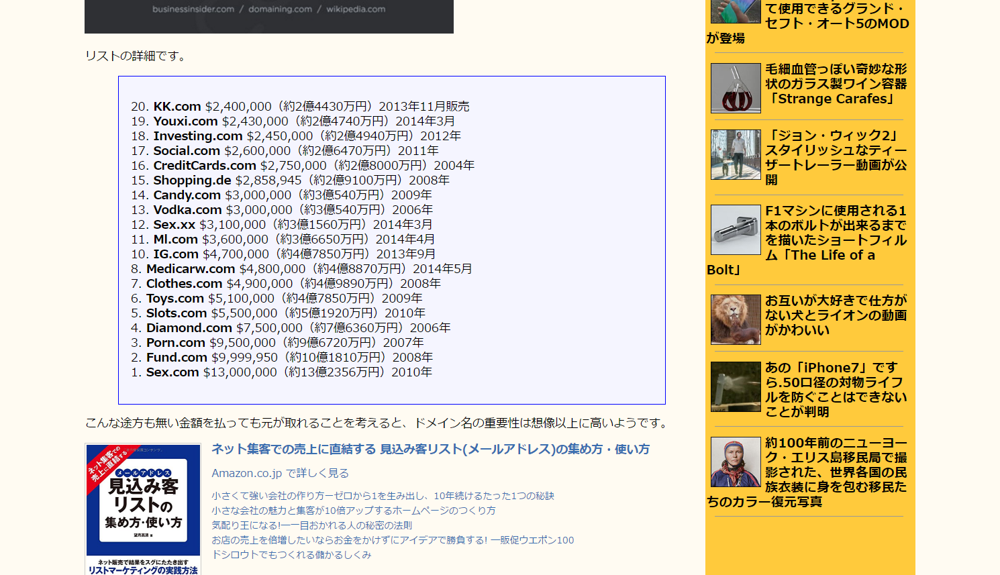 businessinsider.com / domaining.com / wikipedia.com
リストの詳細です。
20. KK.com $2,400,000（約2億4430万円）2013年11月販売
19. Youxi.com $2,430,000（約2億4740万円）2014年3月
18. Investing.com $2,450,000（約2億4940万円）2012年
17. Social.com $2,600,000（約2億6470万円）2011年
16. CreditCards.com $2,750,000（約2億8000万円）2004年
15. Shopping.de $2,858,945（約2億9100万円）2008年
14. Candy.com $3,000,000（約3億540万円）2009年
13. Vodka.com $3,000,000（約3億540万円）2006年
12. Sex.xx $3,100,000（約3億1560万円）2014年3月
11. Ml.com $3,600,000（約3億6650万円）2014年4月
10. IG.com $4,700,000（約4億7850万円）2013年9月
8. Medicarw.com $4,800,000（約4億8870万円）2014年5月
7. Clothes.com $4,900,000（約4億9890万円）2008年
6. Toys.com $5,100,000（約4億7850万円）2009年
5. Slots.com $5,500,000（約5億1920万円）2010年
4. Diamond.com $7,500,000（約7億6360万円）2006年
3. Porn.com $9,500,000（約9億6720万円）2007年
2. Fund.com $9,999,950（約10億1810万円）2008年
1. Sex.com $13,000,000（約13億2356万円）2010年
こんな途方も無い金額を払っても元が取れることを考えると、ドメイン名の重要性は想像以上に高いようです。
ネット集客での
売上に直結する
メールアドレス
見込み客
リストの
集め方・使い方
望月高清 著
ネット販売で結果をスグにたたき出す
リストマーケティングの実践方法
ネット集客での売上に直結する 見込み客リスト(メールアドレス)の集め方・使い方
Amazon.co.jp で詳しく見る
小さくて強い会社の作り方ーゼロから1を生み出し、10年続けるたった1つの秘訣
小さな会社の魅力と集客が10倍アップするホームページのつくり方
気配り王になる!―一目おかれる人の秘密の法則
お店の売上を倍増したいならお金をかけずにアイデアで勝負する! ―販促ウエポン100
ドシロウトでもつくれる儲かるしくみ
て使用できるグランド・
セフト・オート5のMOD
が登場
毛細血管っぽい奇妙な形
状のガラス製ワイン容器
「Strange Carafes」
「ジョン・ウィック2」
スタイリッシュなティー
ザートレーラー動画が公
開
F1マシンに使用される1
本のボルトが出来るまで
を描いたショートフィル
ム「The Life of a
Bolt」
お互いが大好きで仕方が
ない犬とライオンの動画
がかわいい
あの「iPhone7」です
ら.50口径の対物ライフ
ルを防ぐことはできない
ことが判明
約100年前のニューヨー
ク・エリス島移民局で撮
影された、世界各国の民
族衣装に身を包む移民た
ちのカラー復元写真